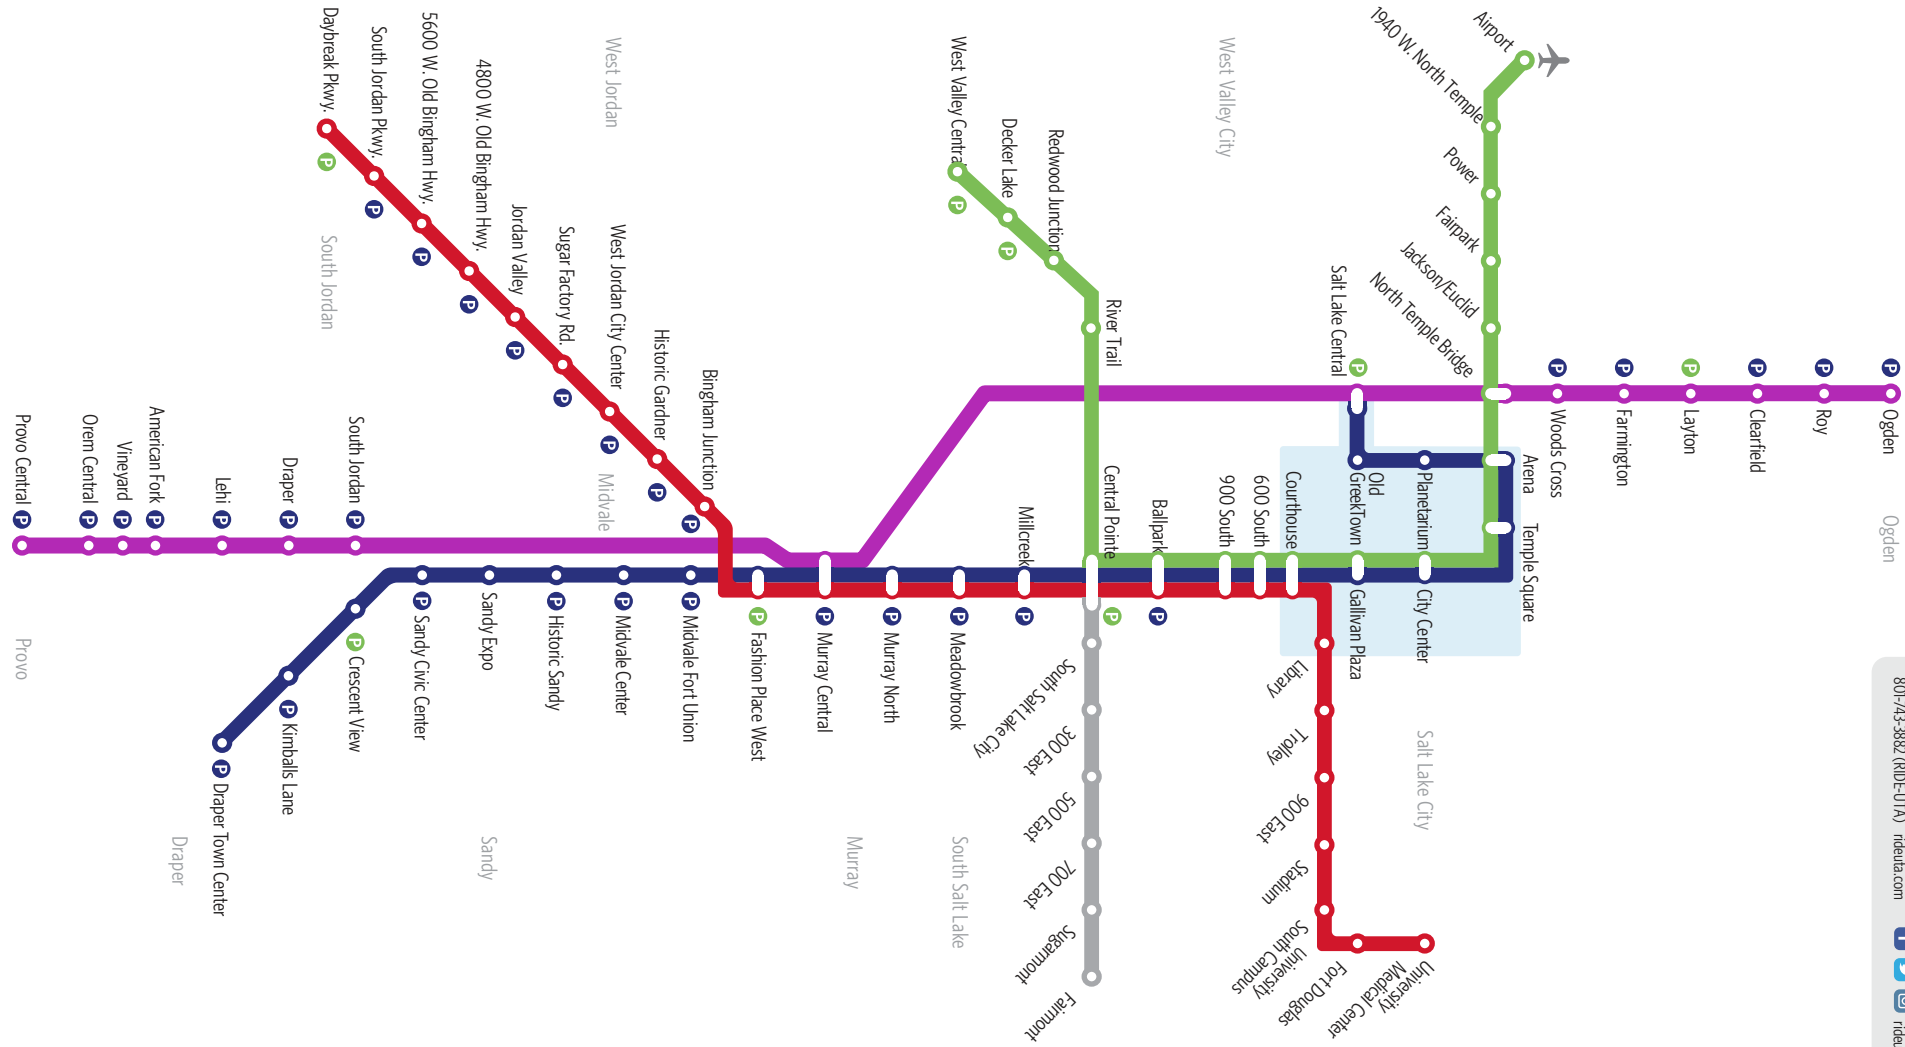 Airport
1940 W. North Temple
Power
Fairpark
Jackson/Euclid
North Temple Bridge
Ogden
Roy
Clearfield
Layton
Farmington
Woods Cross
P
P
P
P
P
P
Ogden
Arena
Temple Square
Salt Lake Central
P
Old
GreekTown
Planetarium
City Center
Gallivan Plaza
Courthouse
600 South
900 South
Ballpark
P
Central Pointe
P
Millcreek
P
Meadowbrook
P
Murray North
P
Murray Central
P
Fashion Place West
P
West Valley City
West Valley Central
P
Decker Lake
P
Redwood Junction
River Trail
Library
Trolley
900 East
Stadium
University
South Campus
Fort Douglas
University
Medical Center
Salt Lake City
South Salt Lake City
300 East
500 East
700 East
Sugarmont
Fairmont
South Salt Lake
Murray
West Jordan
Daybreak Pkwy.
P
South Jordan Pkwy.
P
5600 W. Old Bingham Hwy.
P
4800 W. Old Bingham Hwy.
P
Jordan Valley
P
Sugar Factory Rd.
P
West Jordan City Center
P
Historic Gardner
P
Bingham Junction
P
South Jordan
Midvale
Midvale Fort Union
P
Midvale Center
P
Historic Sandy
P
Sandy Expo
Sandy Civic Center
P
Crescent View
P
Kimballs Lane
P
Draper Town Center
P
Sandy
Draper
South Jordan
P
Draper
P
Lehi
P
American Fork
P
Vineyard
P
Orem Central
P
Provo Central
P
Provo
801-743-3882 (RIDE-UTA) rideuta.com